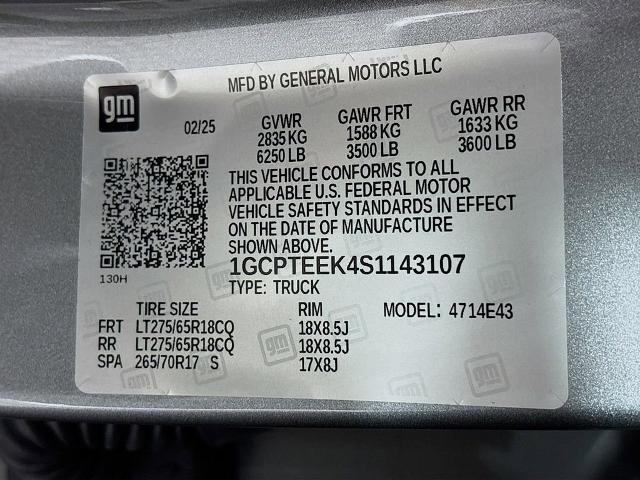 MFD BY GENERAL MOTORS LLC
gm
02/25
GVWR GAWR FRT GAWR RR
2835 KG 1588 KG 1633 KG
6250 LB 3500 LB 3600 LB
THIS VEHICLE CONFORMS TO ALL
APPLICABLE U.S. FEDERAL MOTOR
VEHICLE SAFETY STANDARDS IN EFFECT
ON THE DATE OF MANUFACTURE
SHOWN ABOVE.
1GCPTEEK4S1143107
130H
TYPE: TRUCK
TIRE SIZE RIM MODEL: 4714E43
FRT LT275/65R18CQ 18X8.5J
RR LT275/65R18CQ 18X8.5J
SPA 265/70R17 S 17X8J